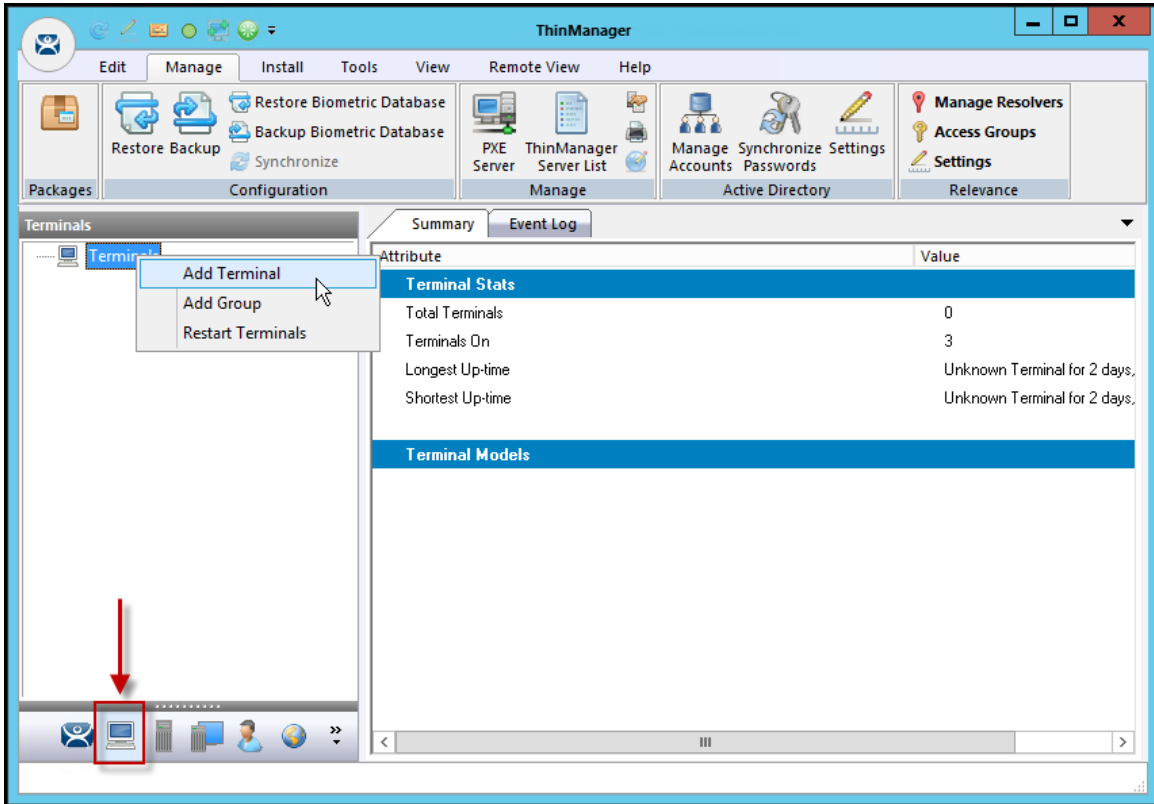 ThinManager
Edit Manage Install Tools View Remote View Help
Restore Biometric Database
Backup Biometric Database
Synchronize
Restore Backup
PXE Server
ThinManager Server List
Manage Accounts
Synchronize Passwords
Settings
Manage Resolvers
Access Groups
Settings
Packages Configuration Manage Active Directory Relevance
Terminals
Summary Event Log
Terminals
Add Terminal
Add Group
Restart Terminals
Attribute Value
Terminal Stats
Total Terminals 0
Terminals On 3
Longest Up-time Unknown Terminal for 2 days,
Shortest Up-time Unknown Terminal for 2 days,
Terminal Models